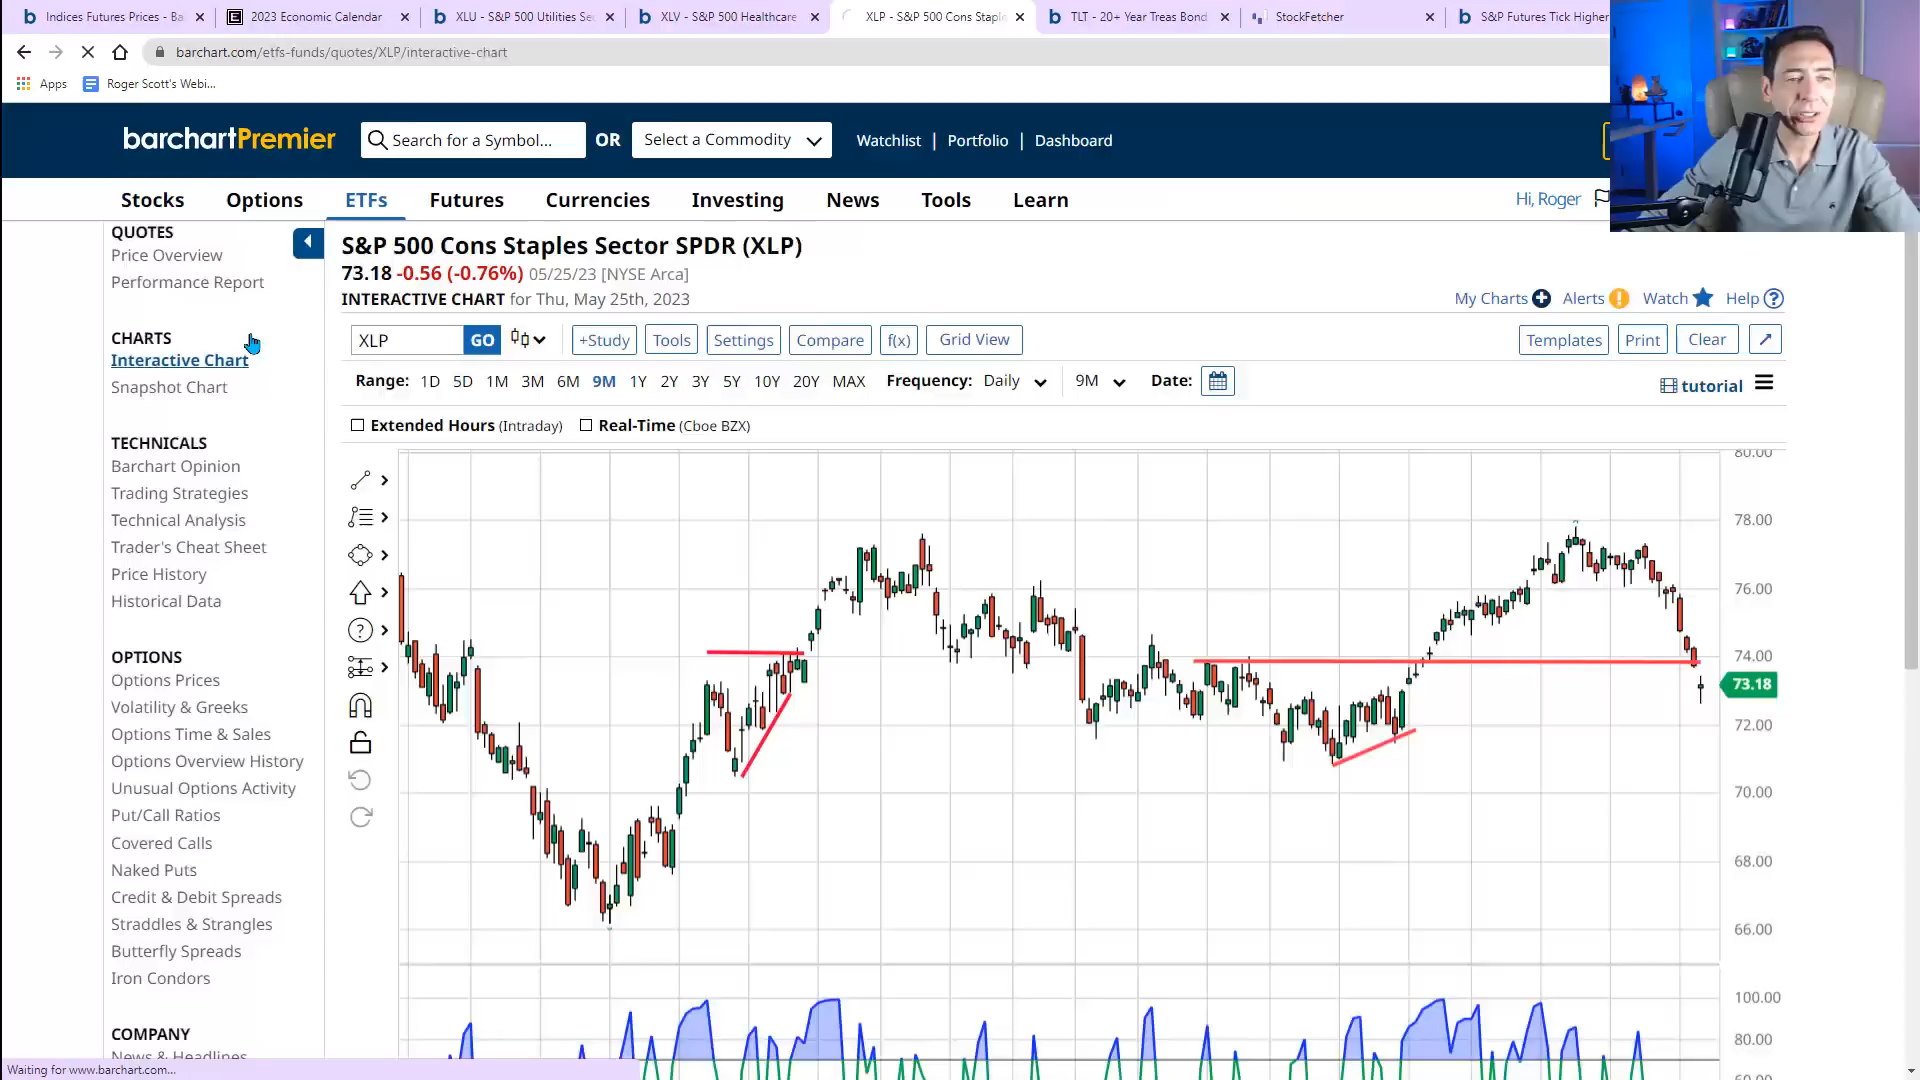 Indices Futures Prices - Ba
2023 Economic Calendar
XLU - S&P 500 Utilities Se
XLV - S&P 500 Healthcare
XLP - S&P 500 Cons Staple
TLT - 20+ Year Treas Bond
StockFetcher
S&P Futures Tick Higher
barchart.com/etfs-funds/quotes/XLP/interactive-chart
Apps
Roger Scott's Webi...
barchartPremier
Search for a Symbol...
OR
Select a Commodity
Watchlist | Portfolio | Dashboard
Stocks Options ETFs Futures Currencies Investing News Tools Learn
Hi, Roger
QUOTES
Price Overview
Performance Report
CHARTS
Interactive Chart
Snapshot Chart
TECHNICALS
Barchart Opinion
Trading Strategies
Technical Analysis
Trader's Cheat Sheet
Price History
Historical Data
OPTIONS
Options Prices
Volatility & Greeks
Options Time & Sales
Options Overview History
Unusual Options Activity
Put/Call Ratios
Covered Calls
Naked Puts
Credit & Debit Spreads
Straddles & Strangles
Butterfly Spreads
Iron Condors
COMPANY
News & Headlines
Waiting for www.barchart.com...
S&P 500 Cons Staples Sector SPDR (XLP)
73.18 -0.56 (-0.76%) 05/25/23 [NYSE Arca]
INTERACTIVE CHART for Thu, May 25th, 2023
My Charts Alerts ! Watch Help ?
XLP GO +Study Tools Settings Compare f(x) Grid View
Templates Print Clear
Range: 1D 5D 1M 3M 6M 9M 1Y 2Y 3Y 5Y 10Y 20Y MAX Frequency: Daily 9M Date:
tutorial
Extended Hours (Intraday) Real-Time (Cboe BZX)
80.00
78.00
76.00
74.00
73.18
72.00
70.00
68.00
66.00
100.00
80.00
60.00